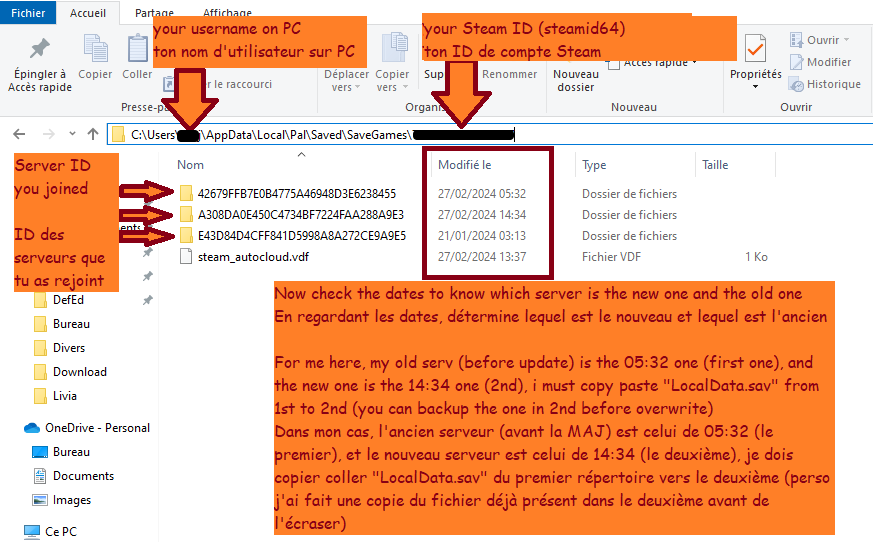 Fichier
Accueil
Partage
Affichage
your username on PC
ton nom d'utilisateur sur PC
your Steam ID (steamid64)
ton ID de compte Steam
Épingler à
Accès rapide
Copier
Coller
le raccourci
Presse-pa
Déplacer
vers
Copier
vers
Sup
Renommer
Organis
Nouveau
dossier
Accès rapide
Nouveau
Propriétés
Ouvrir
Modifier
Historique
Ouvrir
C:\Users\ \AppData\Local\Pal\Saved\SaveGames\
Server ID
you joined
ID des
serveurs que
tu as rejoint
Nom
Modifié le
Type
Taille
42679FFB7E0B4775A46948D3E6238455
27/02/2024 05:32
Dossier de fichiers
A308DA0E450C4734BF7224FAA288A9E3
27/02/2024 14:34
Dossier de fichiers
E43D84D4CFF841D5998A8A272CE9A9E5
21/01/2024 03:13
Dossier de fichiers
steam_autocloud.vdf
27/02/2024 13:37
Fichier VDF
1 Ko
ents
DefEd
Bureau
Divers
Download
Livia
OneDrive - Personal
Bureau
Documents
Images
Ce PC
Now check the dates to know which server is the new one and the old one
En regardant les dates, détermine lequel est le nouveau et lequel est l'ancien
For me here, my old serv (before update) is the 05:32 one (first one), and
the new one is the 14:34 one (2nd), i must copy paste "LocalData.sav" from
1st to 2nd (you can backup the one in 2nd before overwrite)
Dans mon cas, l'ancien serveur (avant la MAJ) est celui de 05:32 (le
premier), et le nouveau serveur est celui de 14:34 (le deuxième), je dois
copier coller "LocalData.sav" du premier répertoire vers le deuxième (perso
j'ai fait une copie du fichier déjà présent dans le deuxième avant de
l'écraser)